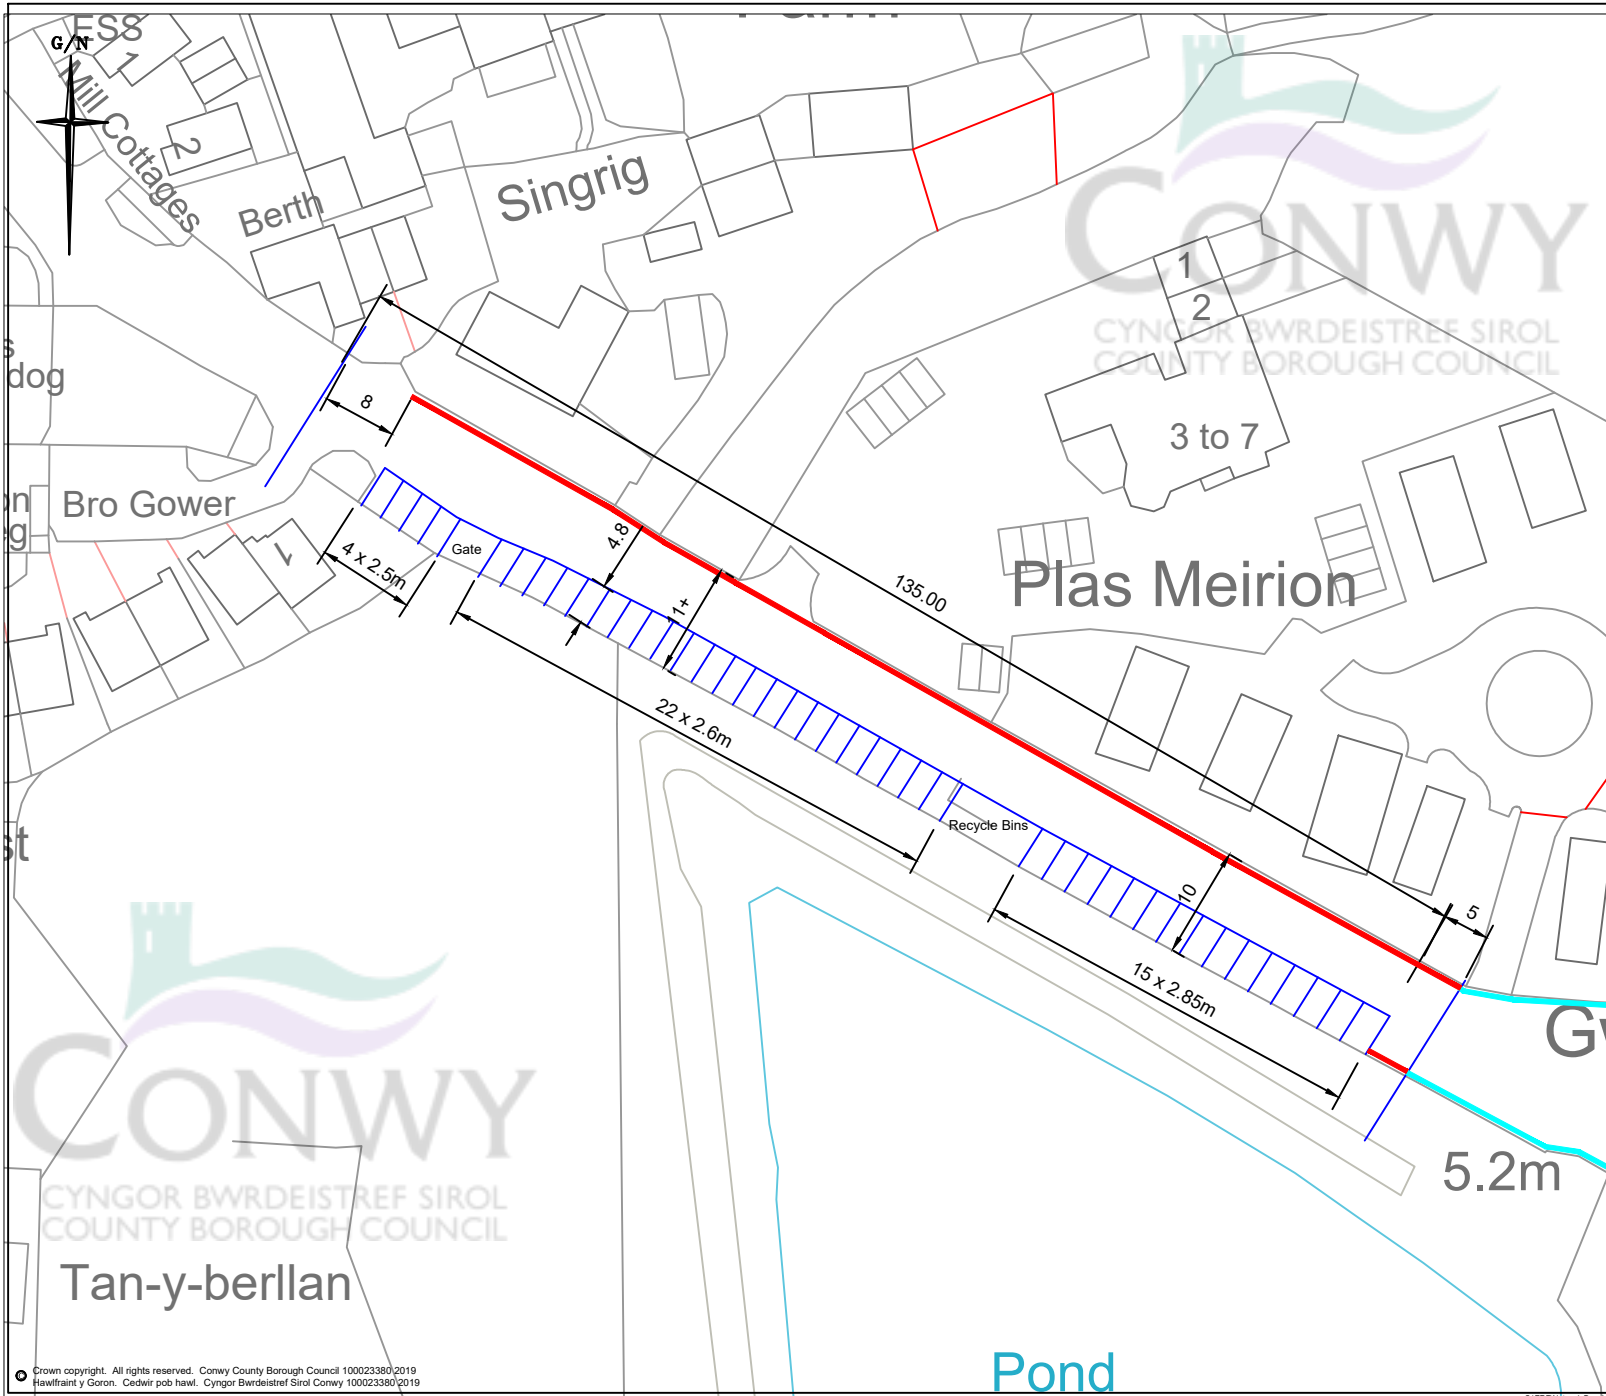 ESS
G/N
1
Mill Cottages
2
Berth
Singrig
CONWY
CYNGOR BWRDEISTREF SIROL
COUNTY BOROUGH COUNCIL
1
2
3 to 7
dog
8
Bro Gower
1
4 x 2.5m
Gate
4.8
11+
135.00
Plas Meirion
22 x 2.6m
Recycle Bins
10
5
15 x 2.85m
st
5.2m
CONWY
CYNGOR BWRDEISTREF SIROL
COUNTY BOROUGH COUNCIL
Tan-y-berllan
Pond
© Crown copyright. All rights reserved. Conwy County Borough Council 100023380 2019
Hawlfraint y Goron. Cedwir pob hawl. Cyngor Bwrdeistref Sirol Conwy 100023380 2019